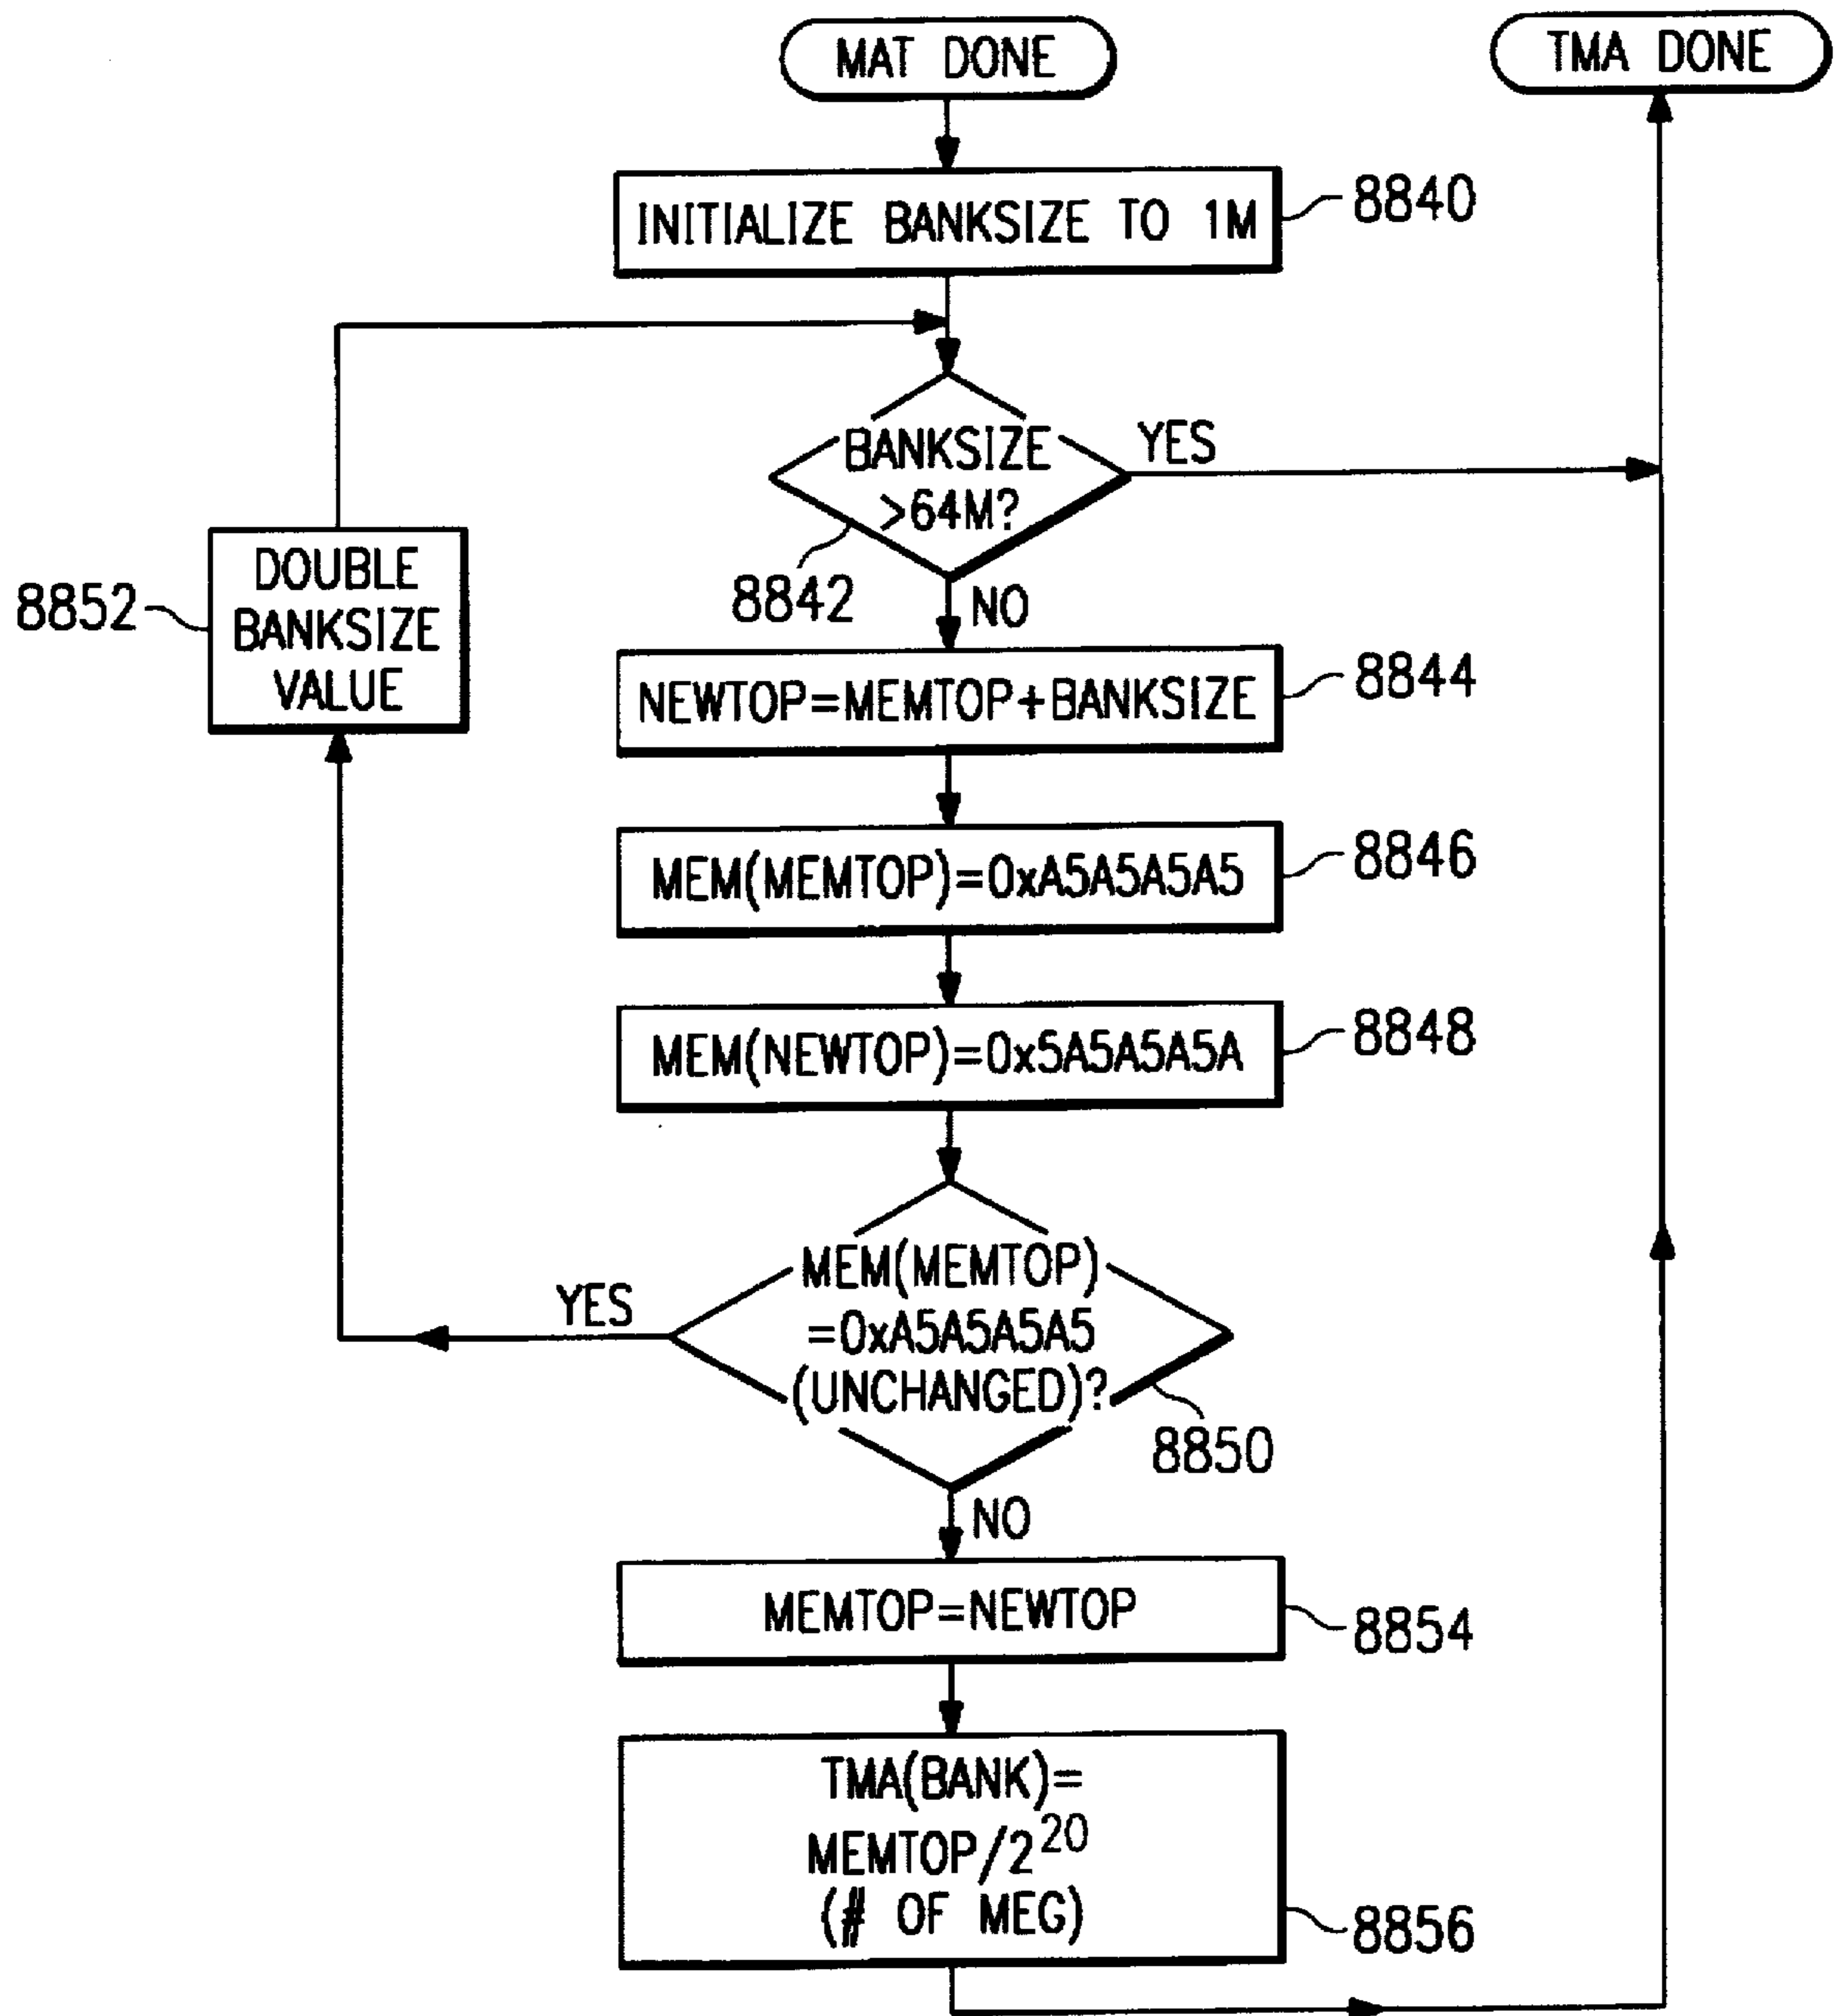 MAT DONE
TMA DONE
INITIALIZE BANKSIZE TO 1M
8840
BANKSIZE
>64M?
YES
8842
NO
DOUBLE
BANKSIZE
VALUE
8852
NEWTOP=MEMTOP+BANKSIZE
8844
MEM(MEMTOP)=0xA5A5A5A5
8846
MEM(NEWTOP)=0x5A5A5A5A
8848
MEM(MEMTOP)
=0xA5A5A5A5
(UNCHANGED)?
YES
8850
NO
MEMTOP=NEWTOP
8854
TMA(BANK)=
MEMTOP/2²⁰
(# OF MEG)
8856